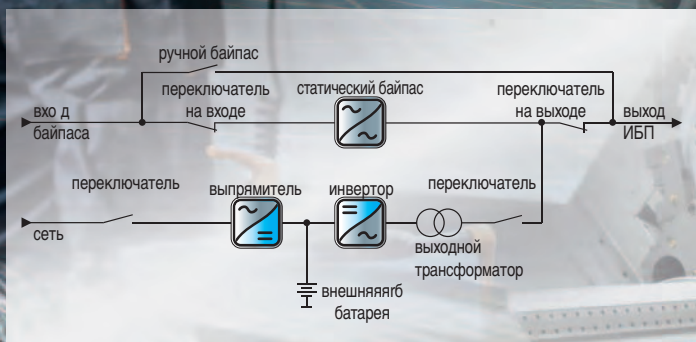 ручной байпас
переключатель
на входе
статический байпас
переключатель
на выходе
вхо д
байпаса
выход
ИБП
переключатель
выпрямитель
инвертор
переключатель
сеть
выходной
трансформатор
внешняяягб
батарея